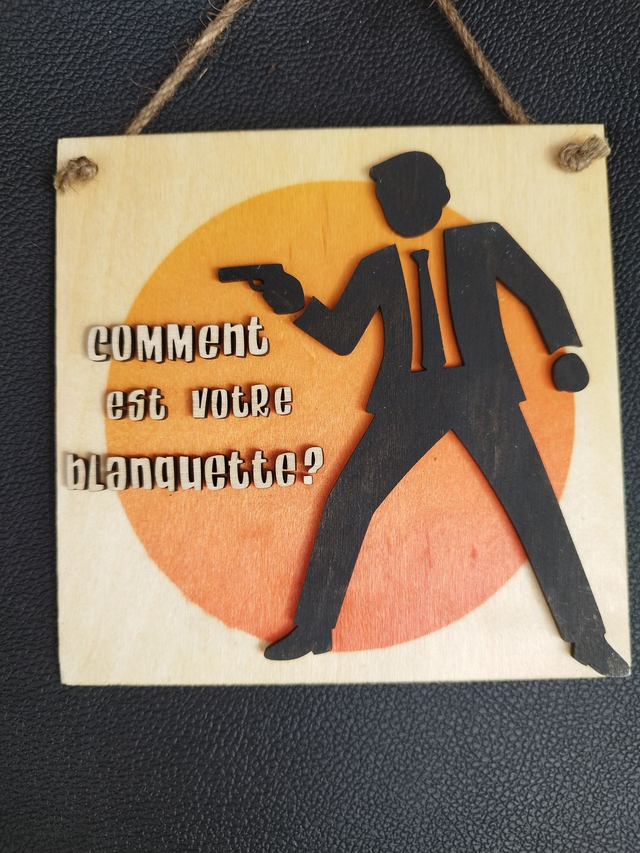 comment
est votre
blanquette?